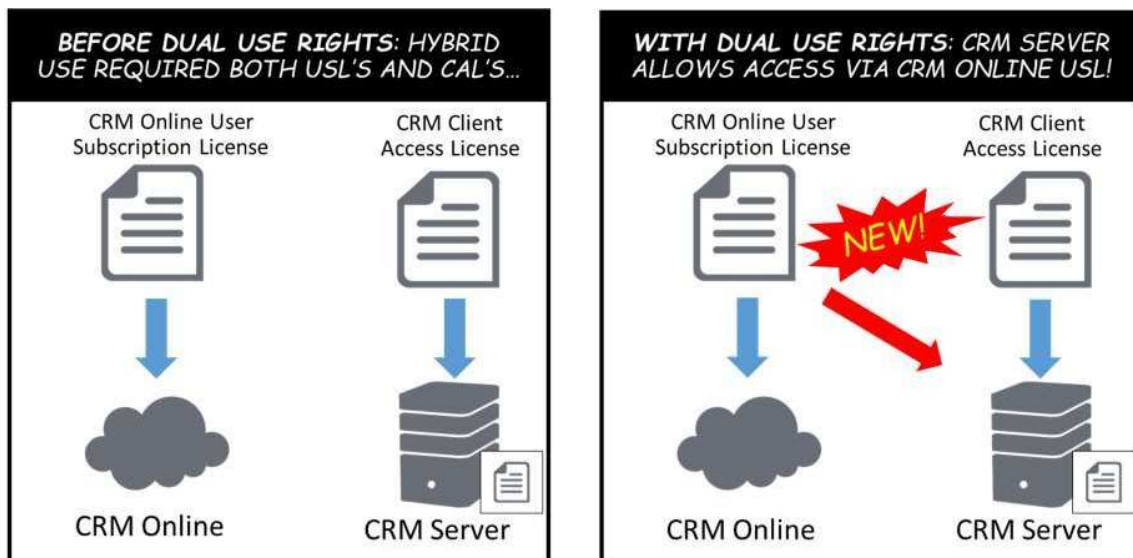 BEFORE DUAL USE RIGHTS: HYBRID
USE REQUIRED BOTH USL'S AND CAL'S…
CRM Online User
Subscription License
CRM Client
Access License
CRM Online
CRM Server
WITH DUAL USE RIGHTS: CRM SERVER
ALLOWS ACCESS VIA CRM ONLINE USL!
CRM Online User
Subscription License
CRM Client
Access License
NEW!
CRM Online
CRM Server